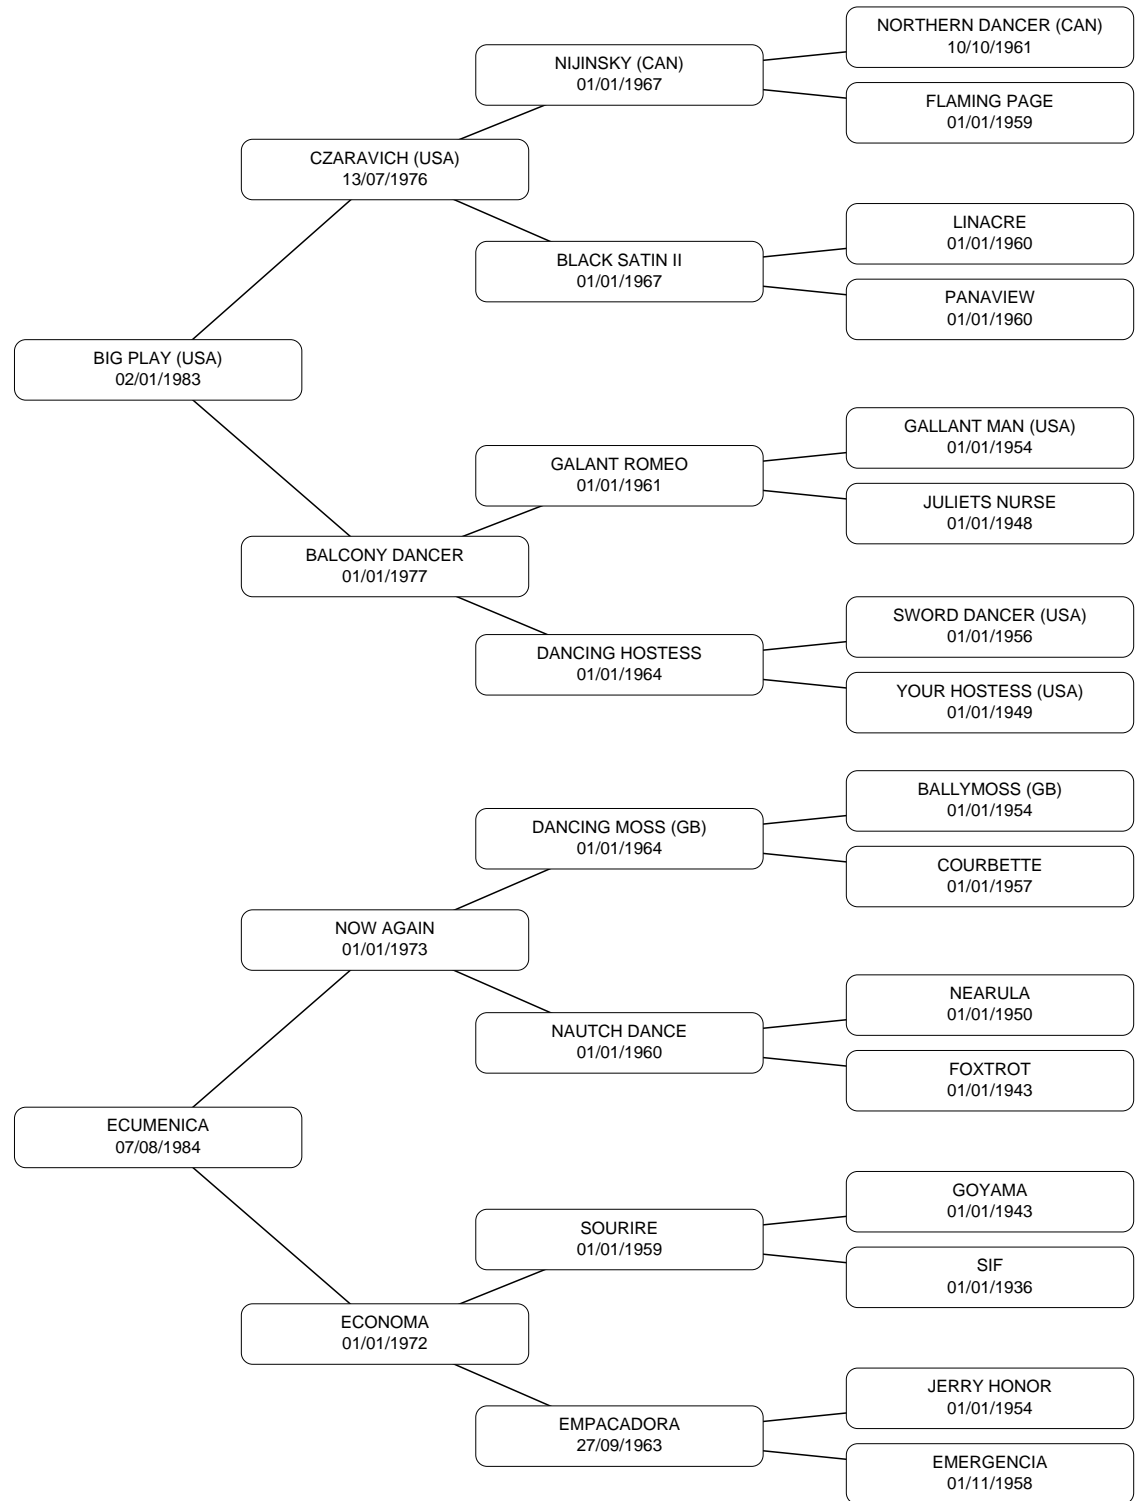 NORTHERN DANCER (CAN)
10/10/1961
NIJINSKY (CAN)
01/01/1967
FLAMING PAGE
01/01/1959
CZARAVICH (USA)
13/07/1976
LINACRE
01/01/1960
BLACK SATIN II
01/01/1967
PANAVIEW
01/01/1960
BIG PLAY (USA)
02/01/1983
GALLANT MAN (USA)
01/01/1954
GALANT ROMEO
01/01/1961
JULIETS NURSE
01/01/1948
BALCONY DANCER
01/01/1977
SWORD DANCER (USA)
01/01/1956
DANCING HOSTESS
01/01/1964
YOUR HOSTESS (USA)
01/01/1949
BALLYMOSS (GB)
01/01/1954
DANCING MOSS (GB)
01/01/1964
COURBETTE
01/01/1957
NOW AGAIN
01/01/1973
NEARULA
01/01/1950
NAUTCH DANCE
01/01/1960
FOXTROT
01/01/1943
ECUMENICA
07/08/1984
GOYAMA
01/01/1943
SOURIRE
01/01/1959
SIF
01/01/1936
ECONOMA
01/01/1972
JERRY HONOR
01/01/1954
EMPACADORA
27/09/1963
EMERGENCIA
01/11/1958